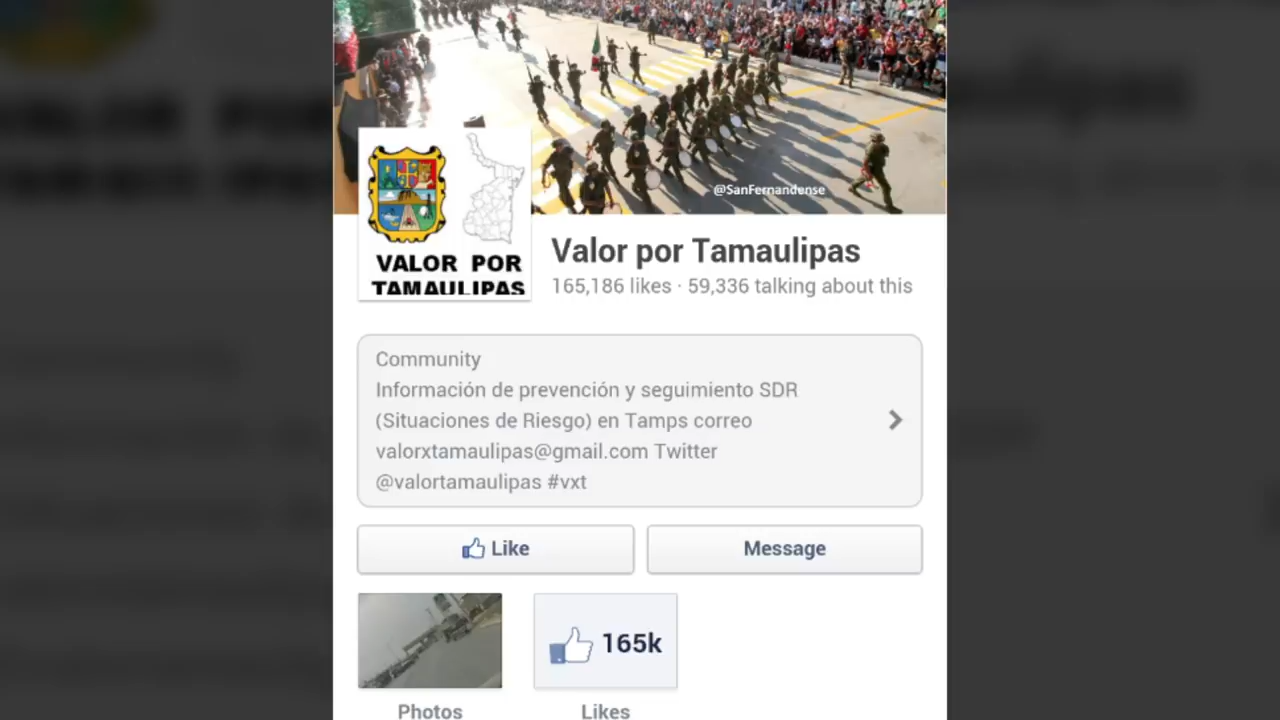 @SanFernandense
VALOR POR
TAMAULIPAS
Valor por Tamaulipas
165,186 likes · 59,336 talking about this
Community
Información de prevención y seguimiento SDR
(Situaciones de Riesgo) en Tamps correo
valorxtamaulipas@gmail.com Twitter
@valortamaulipas #vxt
Like
Message
165k
Photos
Likes